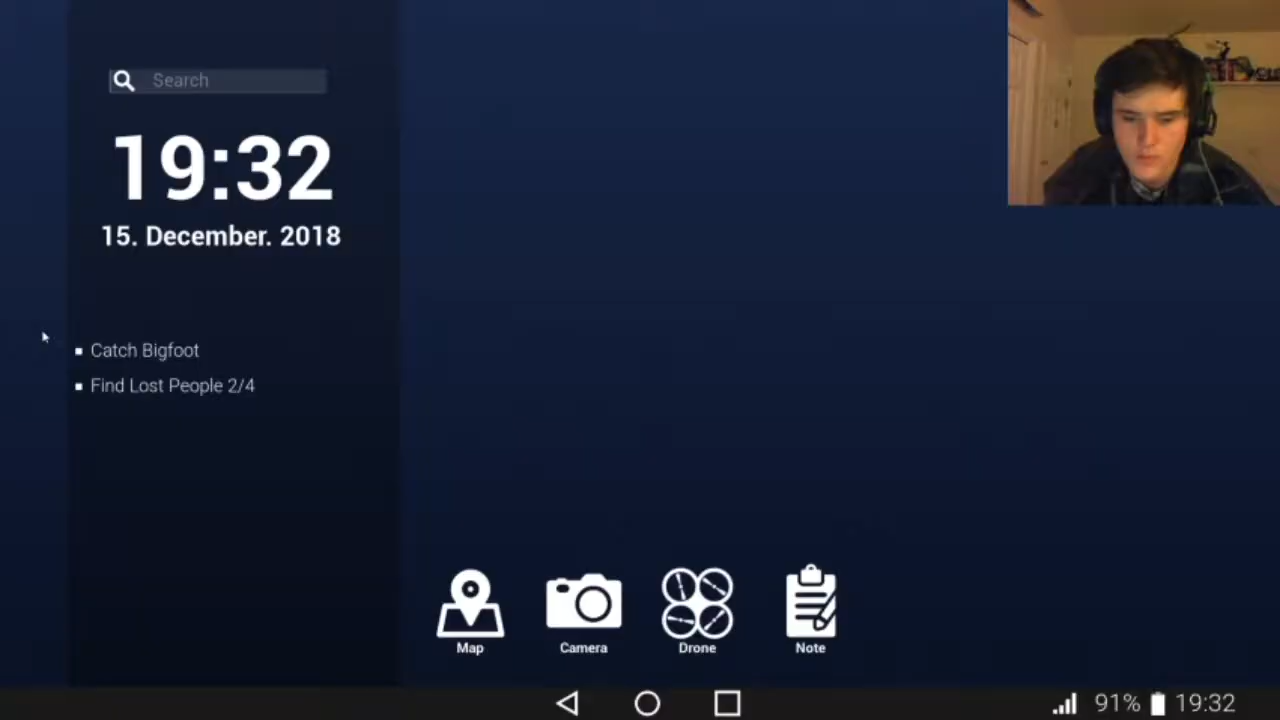 Search
19:32
15. December. 2018
Catch Bigfoot
Find Lost People 2/4
Map
Camera
Drone
Note
91% 19:32